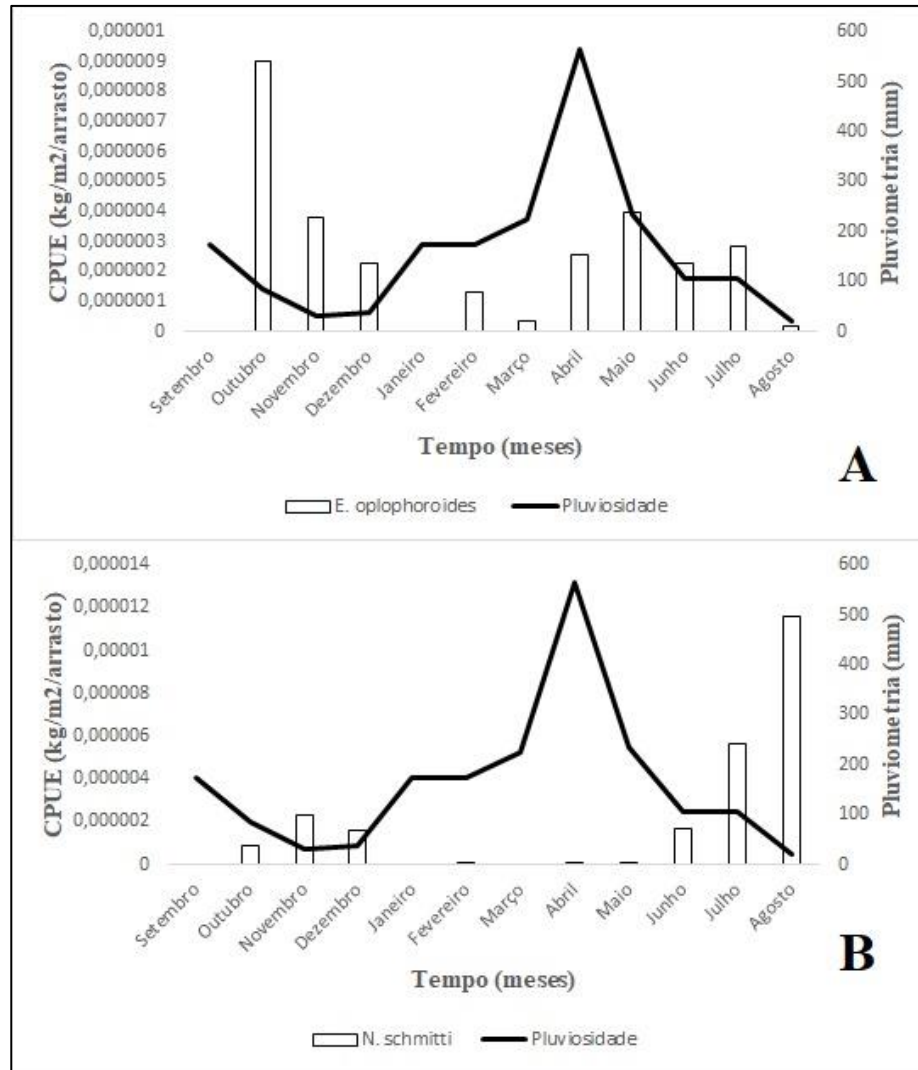 CPUE (kg/m2/arrasto)
0,000001
0,0000009
0,0000008
0,0000007
0,0000006
0,0000005
0,0000004
0,0000003
0,0000002
0,0000001
0
600
500
400
300
200
100
0
Pluviometria (mm)
Setembro
Outubro
Novembro
Dezembro
Janeiro
Fevereiro
Março
Abril
Maio
Junho
Julho
Agosto
Tempo (meses)
A
E. oplophoroides
Pluviosidade
CPUE (kg/m2/arrasto)
0,000014
0,000012
0,00001
0,000008
0,000006
0,000004
0,000002
0
600
500
400
300
200
100
0
Pluviometria (mm)
Setembro
Outubro
Novembro
Dezembro
Janeiro
Fevereiro
Março
Abril
Maio
Junho
Julho
Agosto
Tempo (meses)
B
N. schmitti
Pluviosidade